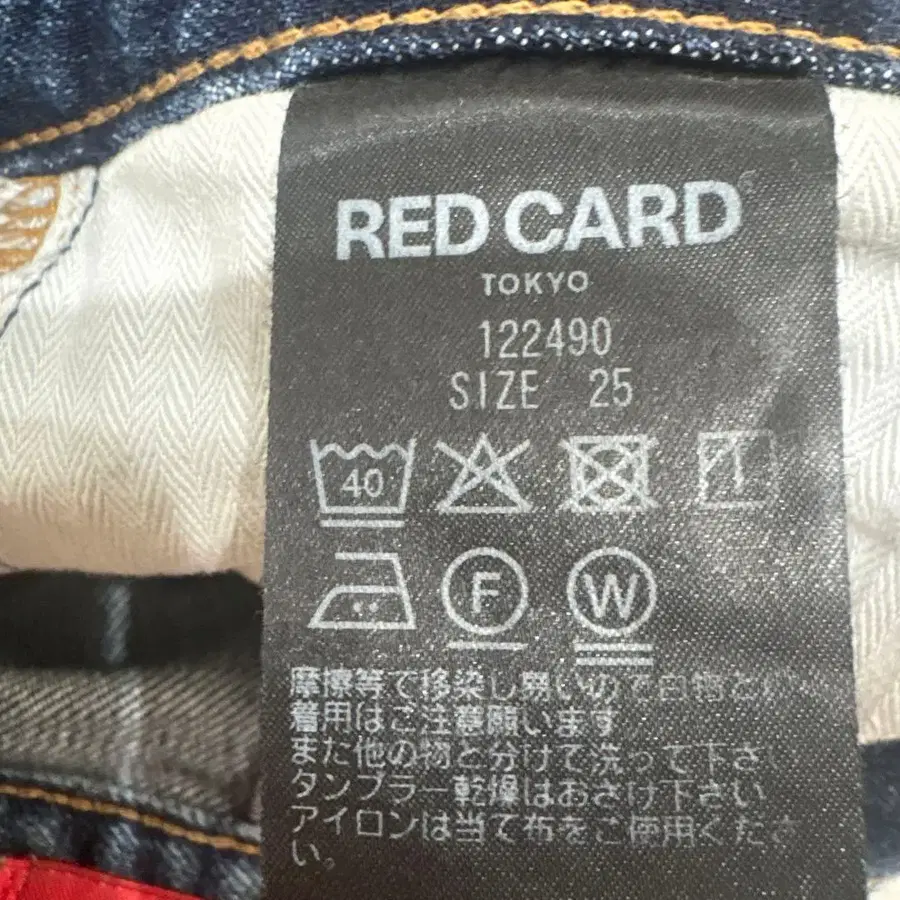 RED CARD
TOKYO
122490
SIZE 25
40
F
W
摩擦等で移染し易いので白物と
着用はご注意願います
また他の物と分けて洗って下さい
タンブラー乾燥はおさけ下さい
アイロンは当て布をご使用くださ
い。